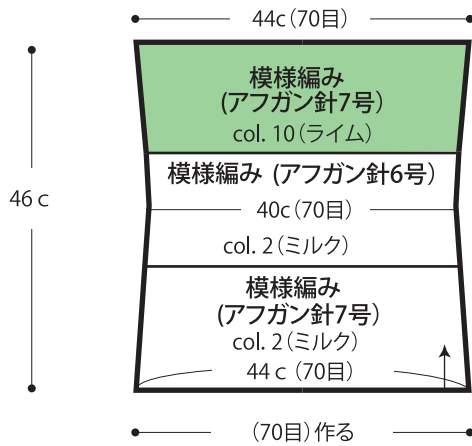 44c(70目)
模様編み
(アフガン針7号)
col. 10(ライム)
46c
模様編み (アフガン針6号)
40c(70目)
col. 2(ミルク)
模様編み
(アフガン針7号)
col. 2(ミルク)
44c(70目)
(70目)作る